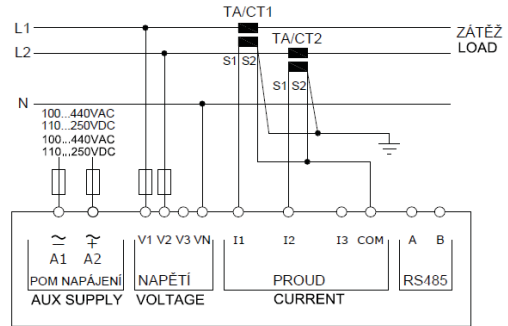 TA/CT1
L1
ZÁTĚŽ
TA/CT2
L2
LOAD
S1 S2
S1 S2
N
100...440VAC
110...250VDC
100...440VAC
110...250VDC
V1 V2 V3 VN I1 I2 I3 COM A B
A1 A2
POM NAPÁJENÍ NAPĚTÍ PROUD RS485
AUX SUPPLY VOLTAGE CURRENT